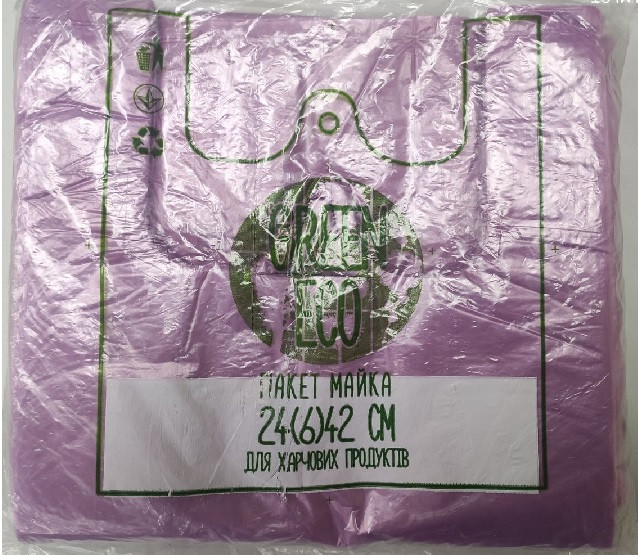 GREEN
ECO
ПАКЕТ МАЙКА
24(6)42 СМ
ДЛЯ ХАРЧОВИХ ПРОДУКТІВ